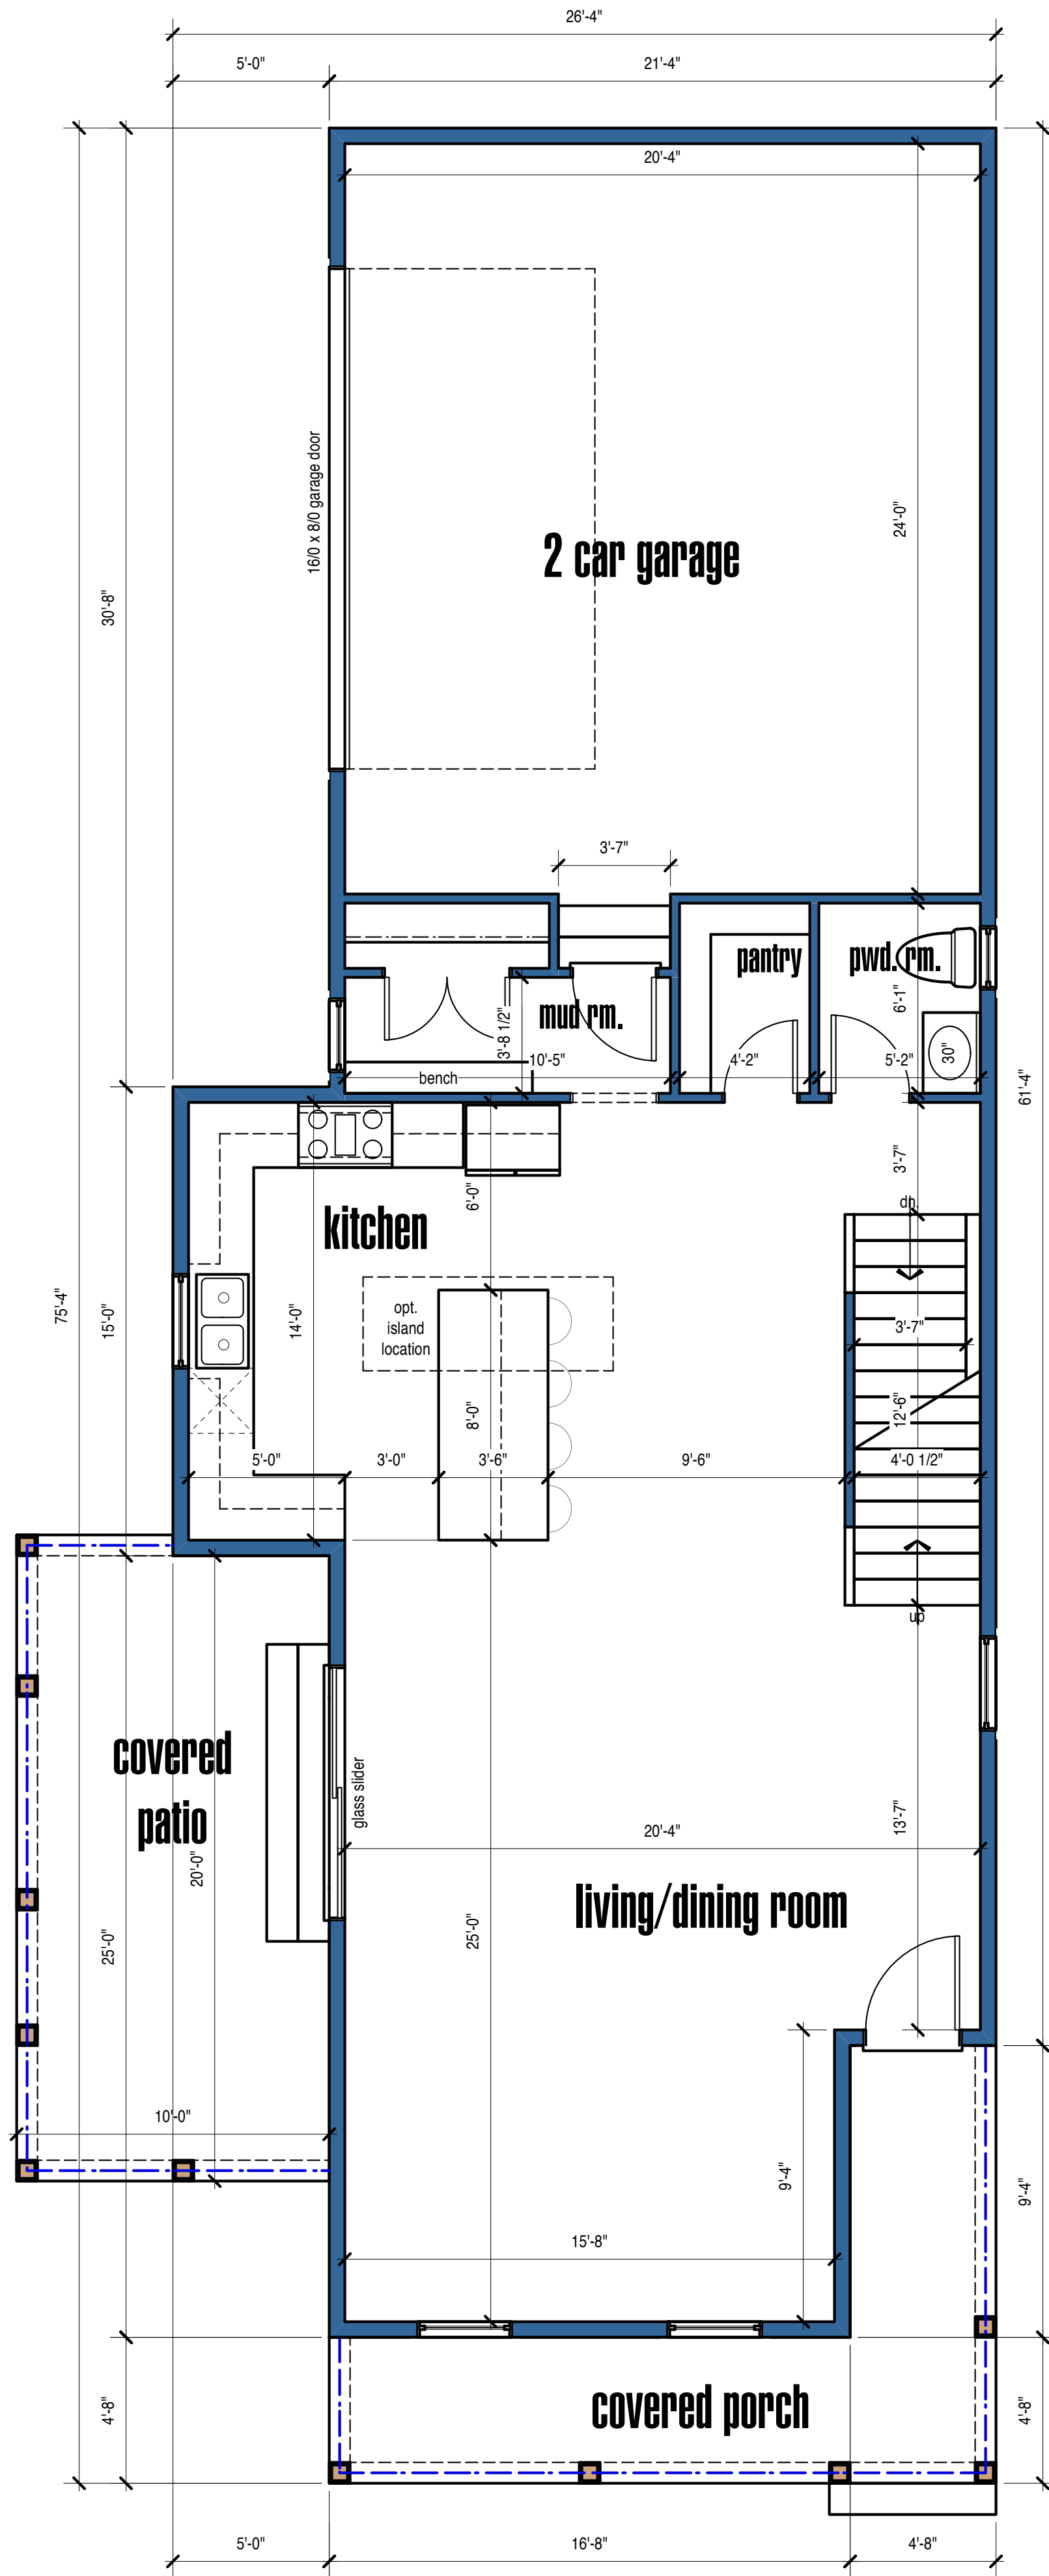 26'-4"
5'-0"
21'-4"
20'-4"
16/0 x 8/0 garage door
24'-0"
2 car garage
30'-8"
3'-7"
pantry
pwd. rm.
mud rm.
3'-8 1/2"
6'-1"
10'-5"
4'-2"
5'-2"
30"
bench
61'-4"
3'-7"
6'-0"
dn.
kitchen
75'-4"
15'-0"
14'-0"
opt.
island
location
3'-7"
8'-0"
12'-6"
5'-0"
3'-0"
3'-6"
9'-6"
4'-0 1/2"
up
covered
patio
glass slider
20'-4"
13'-7"
20'-0"
living/dining room
25'-0"
25'-0"
10'-0"
9'-4"
9'-4"
15'-8"
covered porch
4'-8"
4'-8"
5'-0"
16'-8"
4'-8"